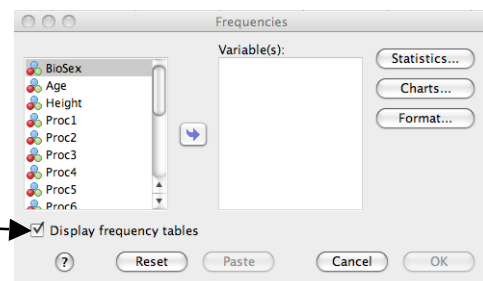 Frequencies
Variable(s):
BioSex
Age
Height
Proc1
Proc2
Proc3
Proc4
Proc5
Proc6
Statistics...
Charts...
Format...
Display frequency tables
?
Reset
Paste
Cancel
OK